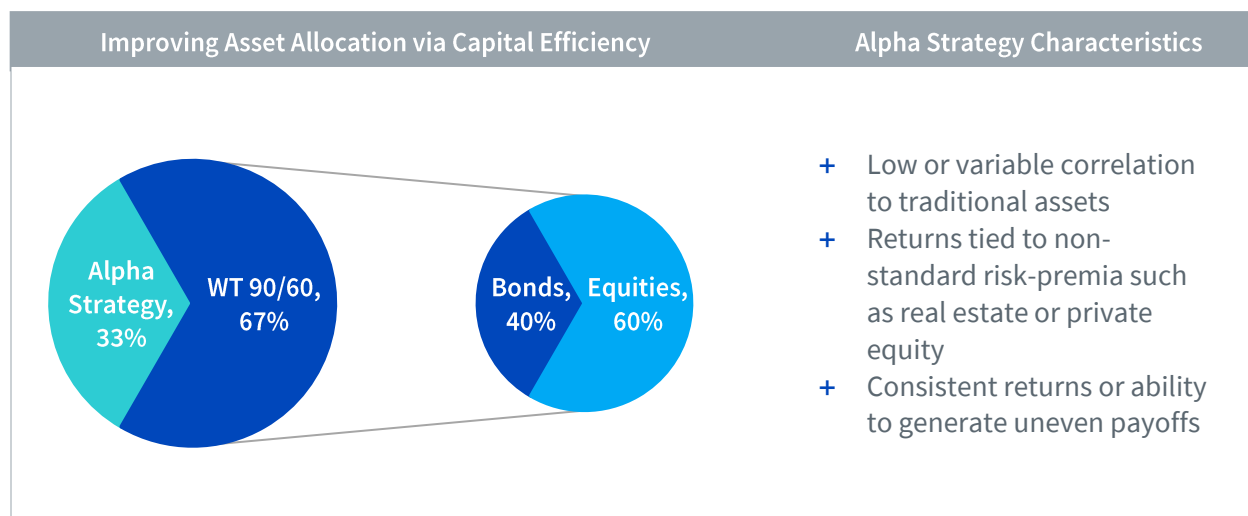 Improving Asset Allocation via Capital Efficiency
Alpha Strategy Characteristics
Alpha
Strategy,
33%
WT 90/60,
67%
Bonds,
40%
Equities,
60%
+ Low or variable correlation
to traditional assets
+ Returns tied to non-
standard risk-premia such
as real estate or private
equity
+ Consistent returns or ability
to generate uneven payoffs